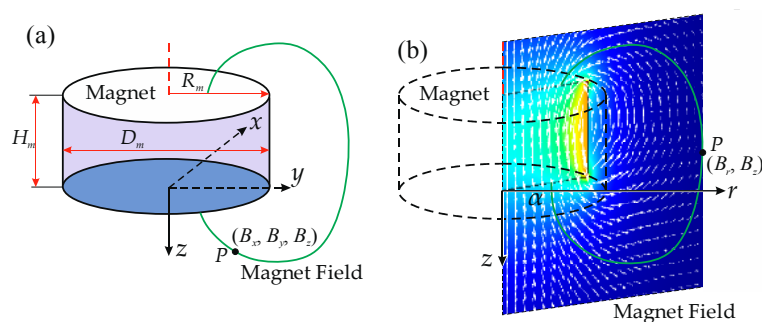 (a)
R_m
Magnet
H_m
D_m
x
y
z
(B_x, B_y, B_z)
P
Magnet Field
(b)
Magnet
P
(B_r, B_z)
r
α
z
Magnet Field